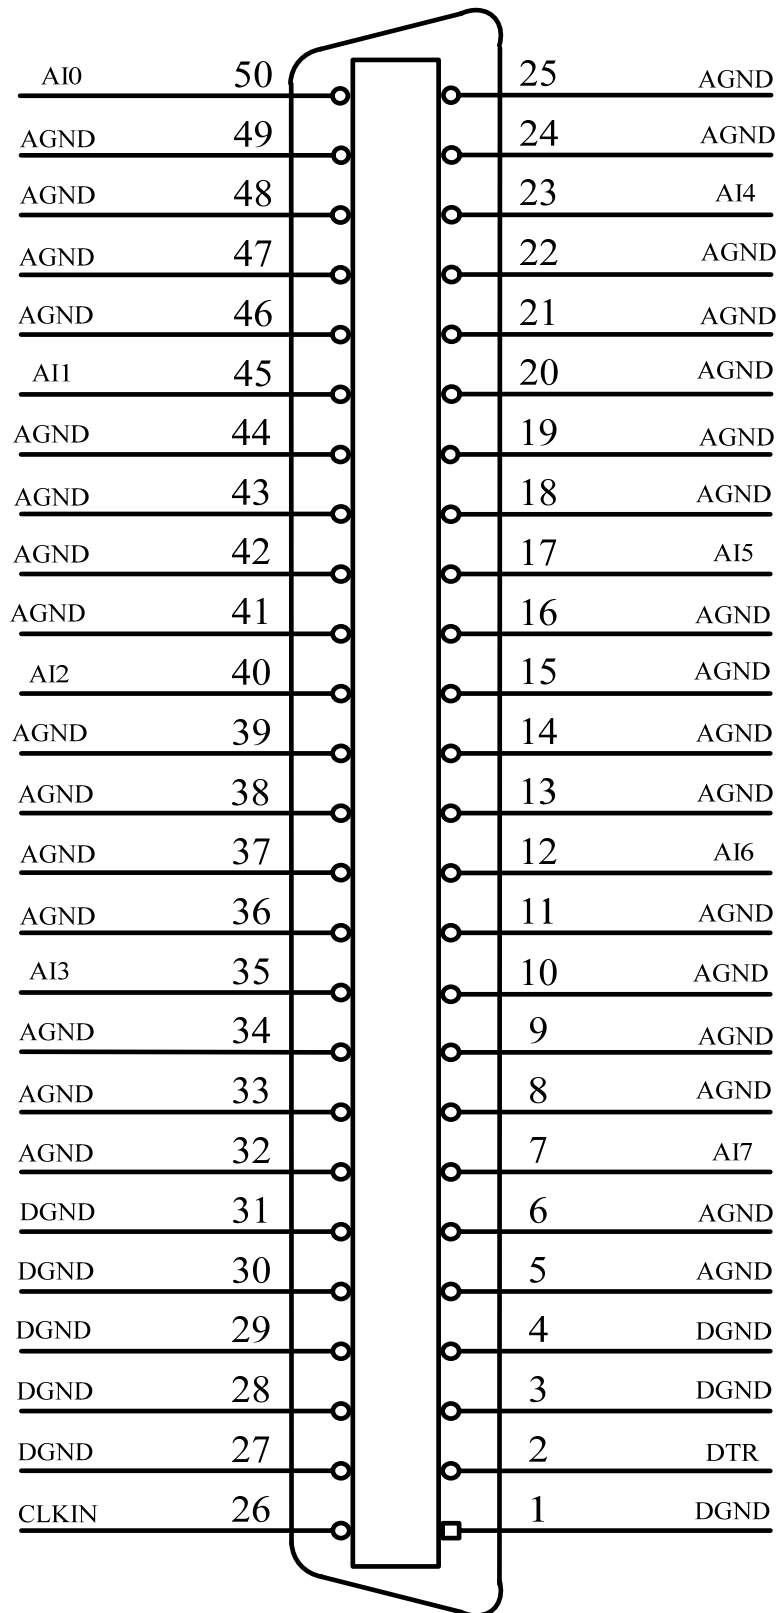 AI0 50 25 AGND
AGND 49 24 AGND
AGND 48 23 AI4
AGND 47 22 AGND
AGND 46 21 AGND
AI1 45 20 AGND
AGND 44 19 AGND
AGND 43 18 AGND
AGND 42 17 AI5
AGND 41 16 AGND
AI2 40 15 AGND
AGND 39 14 AGND
AGND 38 13 AGND
AGND 37 12 AI6
AGND 36 11 AGND
AI3 35 10 AGND
AGND 34 9 AGND
AGND 33 8 AGND
AGND 32 7 AI7
DGND 31 6 AGND
DGND 30 5 AGND
DGND 29 4 DGND
DGND 28 3 DGND
DGND 27 2 DTR
CLKIN 26 1 DGND